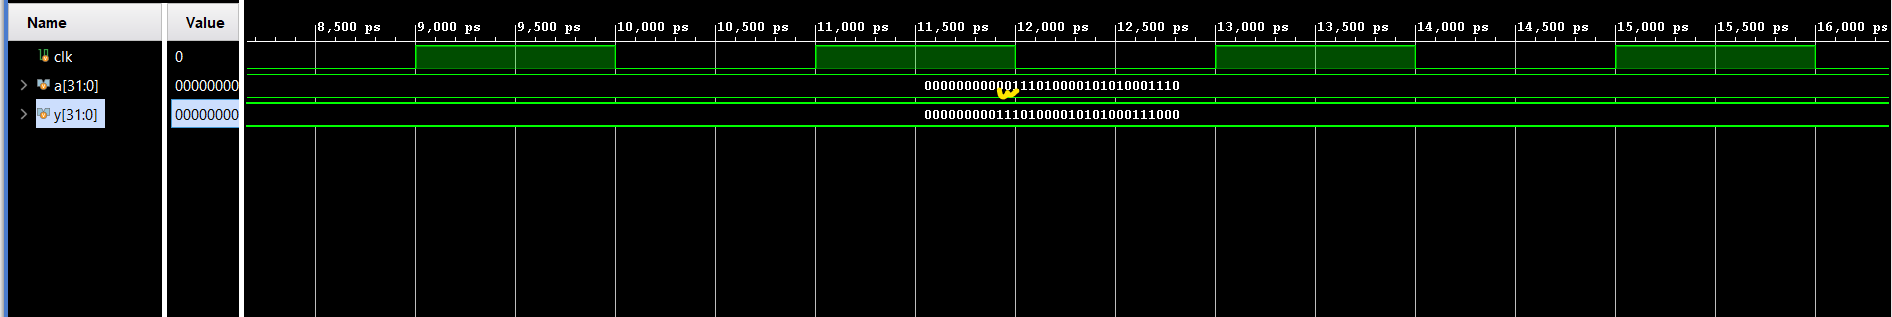 Name Value
8,500 ps 9,000 ps 9,500 ps 10,000 ps 10,500 ps 11,000 ps 11,500 ps 12,000 ps 12,500 ps 13,000 ps 13,500 ps 14,000 ps 14,500 ps 15,000 ps 15,500 ps 16,000 ps
clk 0
a[31:0] 00000000 00000000000111010000101010001110
y[31:0] 00000000 00000000011101000010101000111000